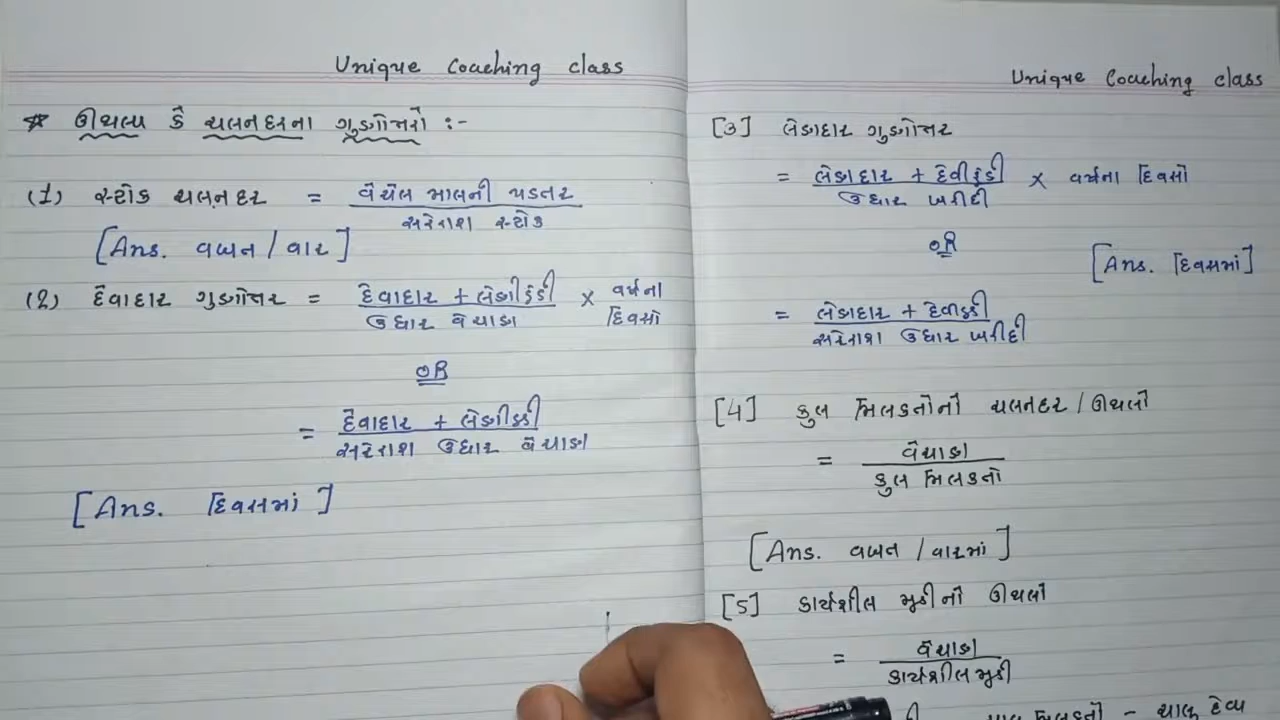 Unique Coaching class
* ઊથલા કે ચલનદરના ગુણોત્તરો :-
(1) સ્ટોક ચલનદર = વેચેલ માલની પડતર
સરેરાશ સ્ટોક
[Ans. વખત / વાર]
(2) દેવાદાર ગુણોત્તર = દેવાદાર + લેણીહૂંડી × વર્ષના
ઉધાર વેચાણ દિવસો
OR
= દેવાદાર + લેણીહૂંડી
સરેરાશ ઉધાર વેચાણ
[Ans. દિવસમાં]
Unique Coaching class
[3] લેણદાર ગુણોત્તર
= લેણદાર + દેવીહૂંડી × વર્ષના દિવસો
ઉધાર ખરીદી
OR
[Ans. દિવસમાં]
= લેણદાર + દેવીહૂંડી
સરેરાશ ઉધાર ખરીદી
[4] કુલ મિલકતોનો ચલનદર / ઊથલો
= વેચાણ
કુલ મિલકતો
[Ans. વખત / વારમાં]
[5] કાર્યશીલ મૂડીનો ઊથલો
= વેચાણ
કાર્યશીલ મૂડી
મિલકતો - ચાલુ દેવા